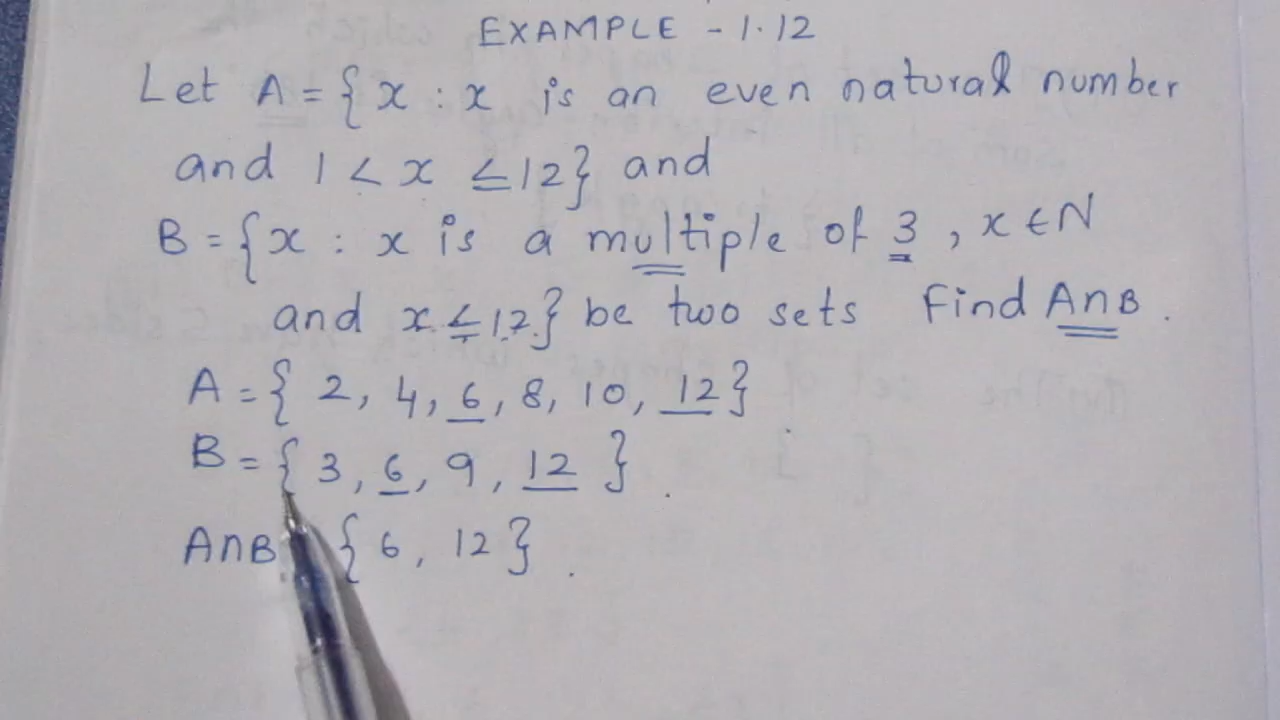 EXAMPLE - 1.12
Let A = { x : x is an even natural number
and 1 < x ≤ 12} and
B = { x : x is a multiple of 3 , x ∈ N
and x ≤ 12} be two sets Find A∩B .
A = { 2, 4, 6, 8, 10, 12 }
B = { 3, 6, 9, 12 } .
A∩B { 6, 12 } .